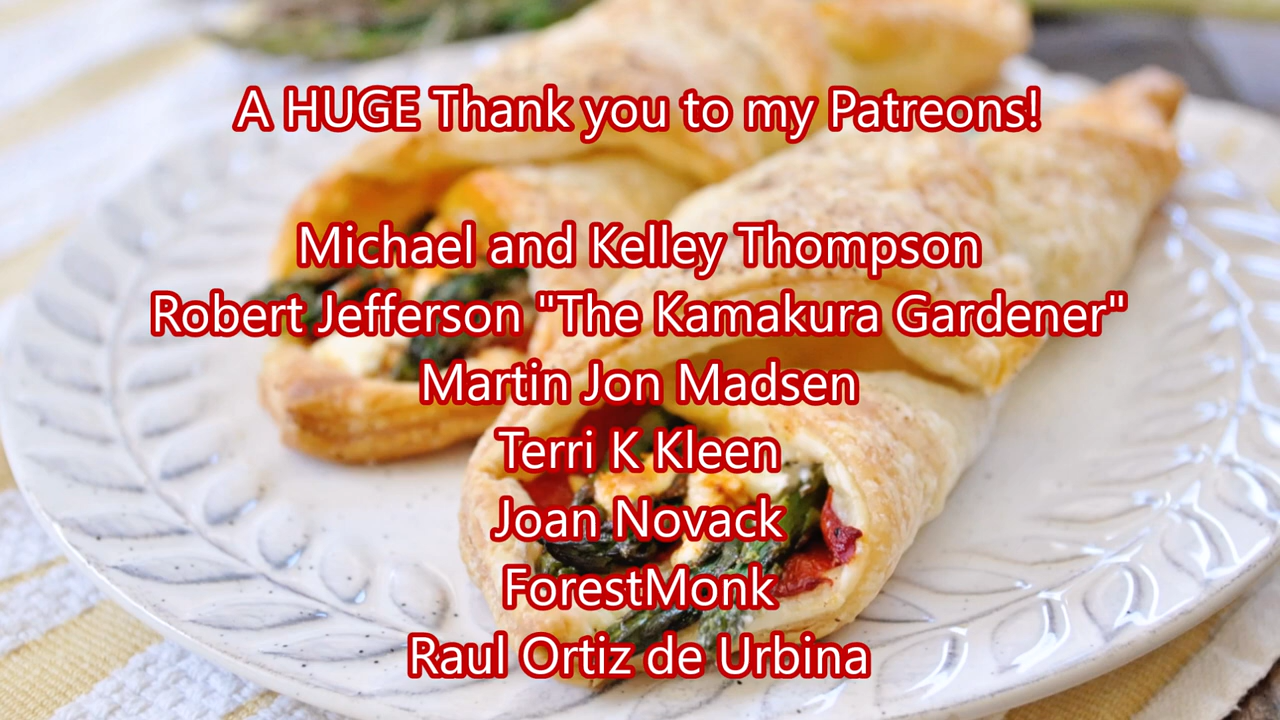 A HUGE Thank you to my Patreons!
Michael and Kelley Thompson
Robert Jefferson "The Kamakura Gardener"
Martin Jon Madsen
Terri K Kleen
Joan Novack
ForestMonk
Raul Ortiz de Urbina